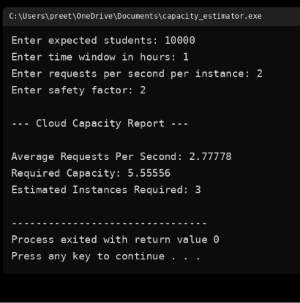 C:\Users\preet\OneDrive\Documents\capacity_estimator.exe
Enter expected students: 10000
Enter time window in hours: 1
Enter requests per second per instance: 2
Enter safety factor: 2
--- Cloud Capacity Report ---
Average Requests Per Second: 2.77778
Required Capacity: 5.55556
Estimated Instances Required: 3
--------------------------------
Process exited with return value 0
Press any key to continue . . .